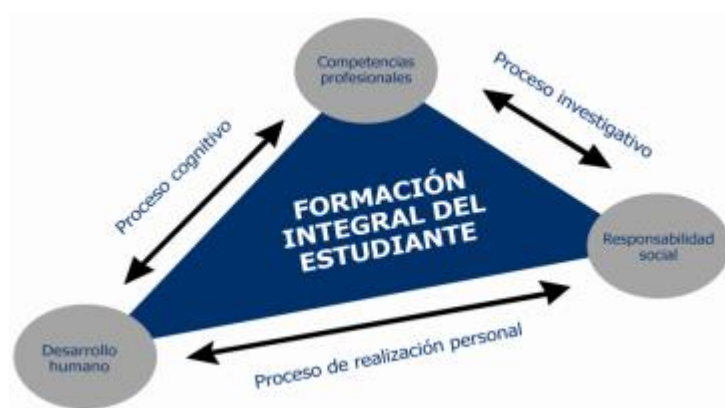 Competencias
profesionales
Proceso investigativo
Proceso cognitivo
FORMACIÓN
INTEGRAL DEL
ESTUDIANTE
Responsabilidad
social
Desarrollo
humano
Proceso de realización personal